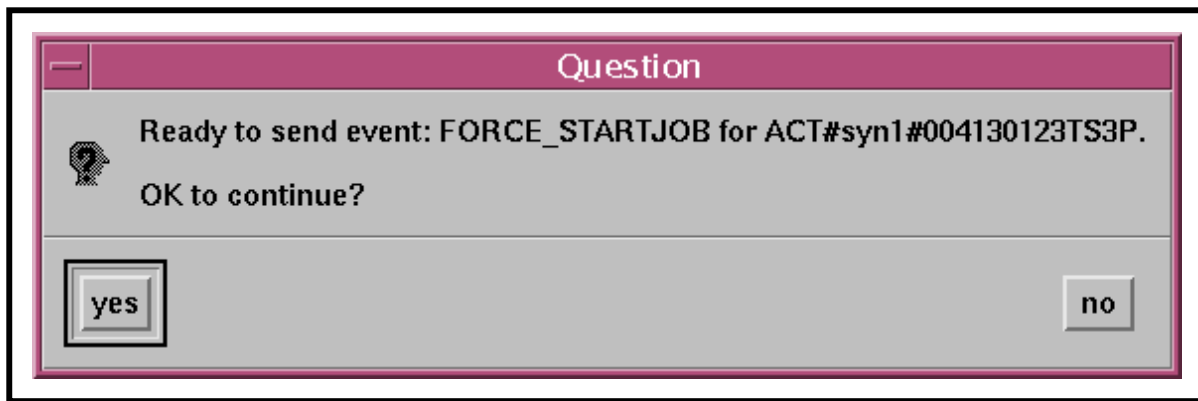 Question
Ready to send event: FORCE_STARTJOB for ACT#syn1#004130123TS3P.
OK to continue?
yes
no